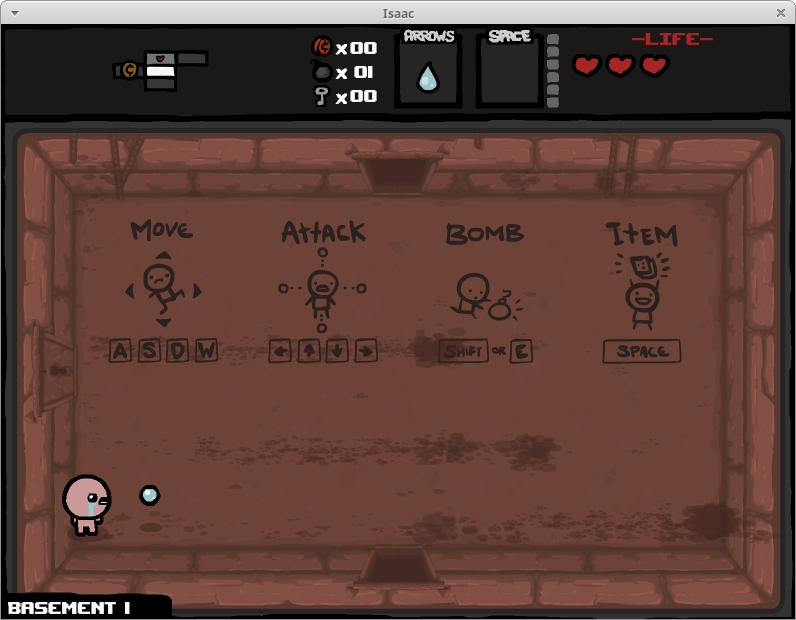 Isaac
x00
x01
x00
ARROWS
SPACE
-LIFE-
MOVE
ATTACK
BOMB
ITEM
A S D W
← ↑ ↓ →
SHIFT OR E
SPACE
BASEMENT I